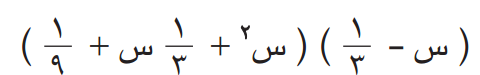 ( س – ١/٣ ) ( س٢ + ١/٣ س + ١/٩ )